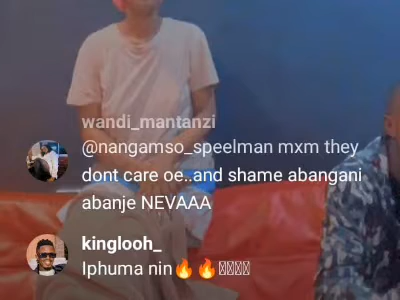 wandi_mantanzi
@nangamso_speelman mxm they
dont care oe..and shame abangani
abanje NEVAAA
kinglooh_
Iphuma nin🔥🔥